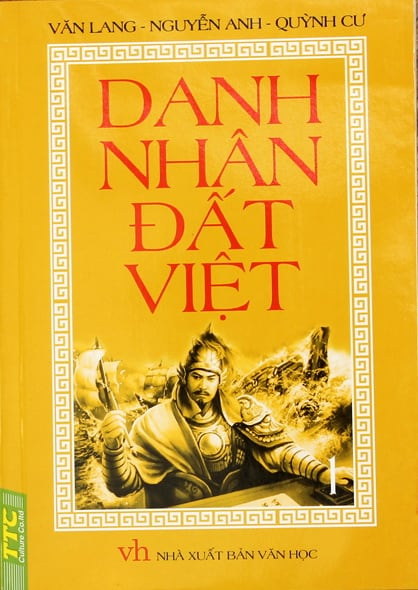 VĂN LANG - NGUYỄN ANH - QUỲNH CƯ
DANH
NHÂN
ĐẤT
VIỆT
1
vh NHÀ XUẤT BẢN VĂN HỌC
TTC
Culture Co.ltd